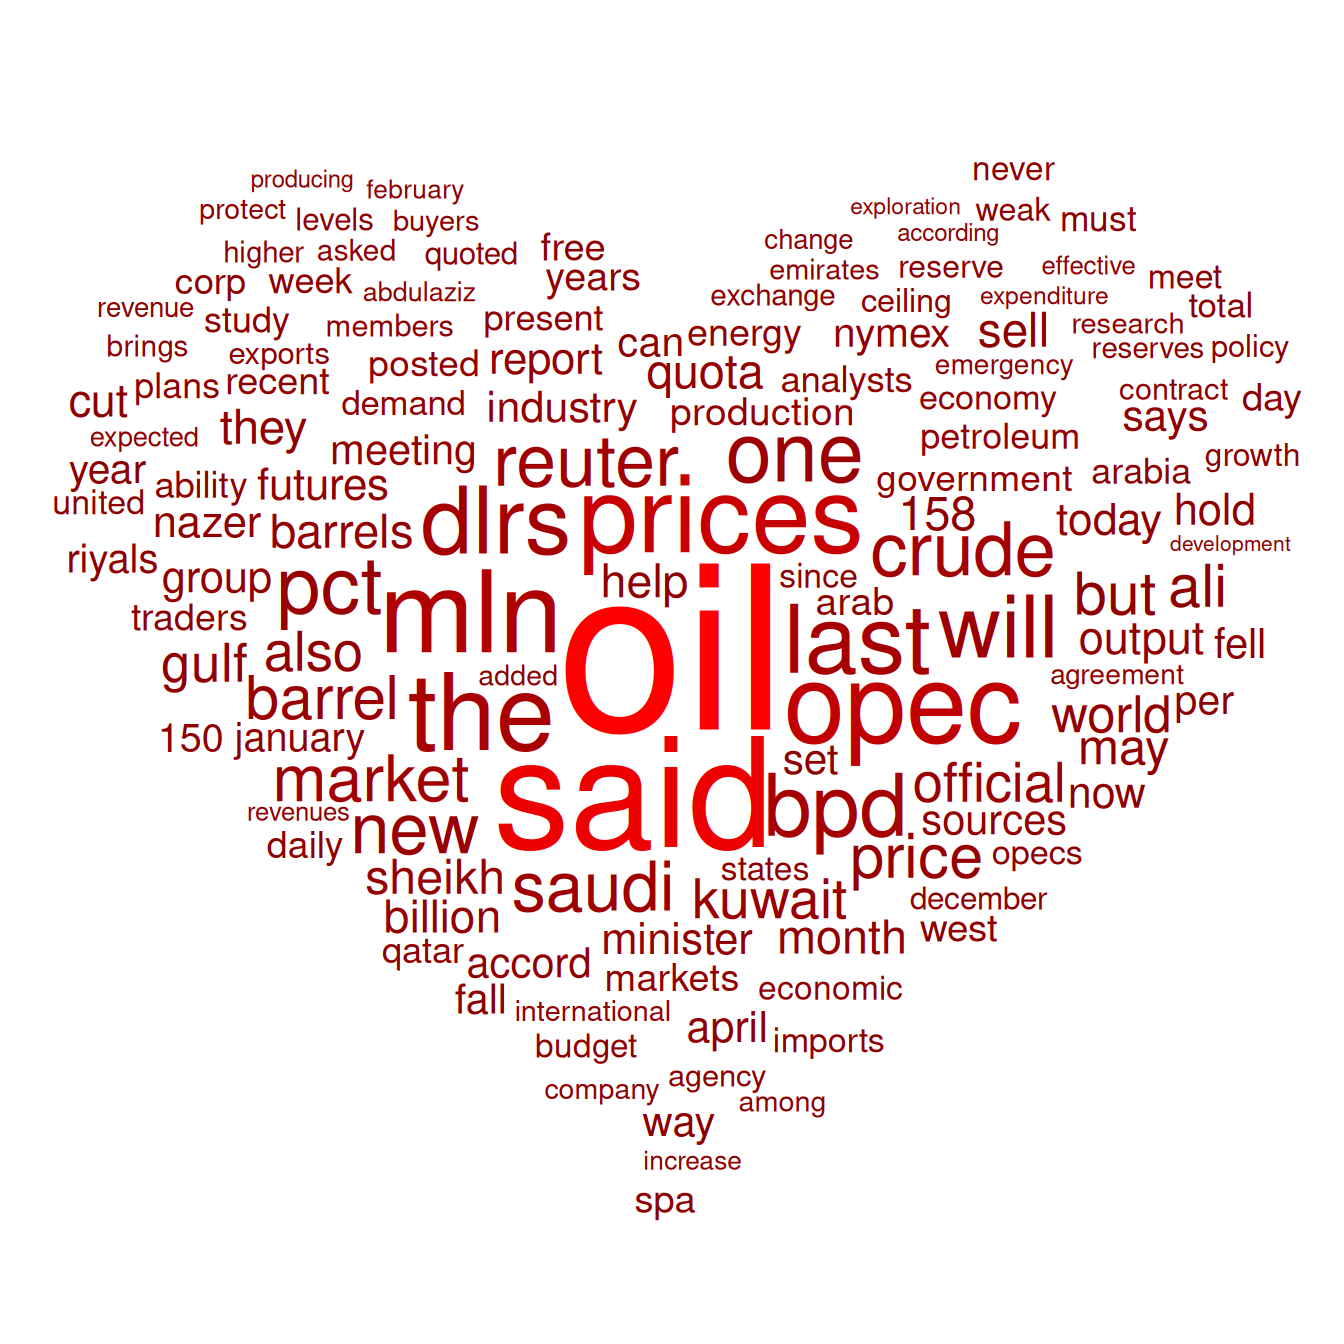 never
producing february
exploration weak must
protect levels buyers
change according
higher asked quoted free
emirates reserve effective meet
corp week abdulaziz years
exchange ceiling expenditure total
revenue study members present
can energy nymex sell research
brings exports posted report
emergency reserves policy
quota analysts
cut plans recent demand industry production economy contract says day
expected they meeting reuter. one petroleum
year ability futures government arabia growth
united nazer barrels dlrs prices 158 today hold
riyals crude development
group pct mln help since arab but ali
traders oil last will output fell
gulf also added agreement
barrel the opec world per
150 january may
market said set official now
revenues new bpd sources
daily price opecs
sheikh saudi states kuwait december
billion minister month west
qatar accord markets economic
fall international april imports
budget
company agency among
way
increase
spa